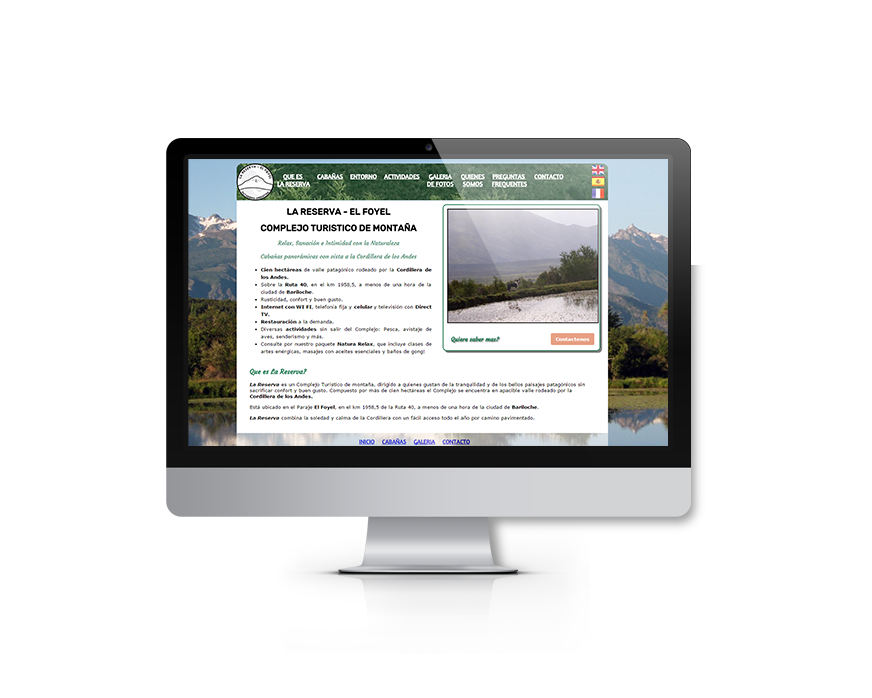 QUE ES
LA RESERVA
CABAÑAS
ENTORNO
ACTIVIDADES
GALERIA
DE FOTOS
QUIENES
SOMOS
PREGUNTAS
FREQUENTES
CONTACTO
LA RESERVA - EL FOYEL
COMPLEJO TURISTICO DE MONTAÑA
Relax, Sanación e Intimidad con la Naturaleza
Cabañas panorámicas con vista a la Cordillera de los Andes
Cien hectáreas de valle patagónico rodeado por la Cordillera de
los Andes.
Sobre la Ruta 40, en el km 1958,5, a menos de una hora de la
ciudad de Bariloche.
Rusticidad, confort y buen gusto.
Internet con WI FI, telefonía fija y celular y televisión con Direct
TV.
Restauración a la demanda.
Diversas actividades sin salir del Complejo: Pesca, avistaje de
aves, senderismo y más.
Consulte por nuestro paquete Natura Relax, que incluye clases de
artes enérgicas, masajes con aceites esenciales y baños de gong!
Quiere saber mas?
Contactenos
Que es La Reserva?
La Reserva es un Complejo Turístico de montaña, dirigido a quienes gustan de la tranquilidad y de los bellos paisajes patagónicos sin
sacrificar confort y buen gusto. Compuesto por más de cien hectáreas el Complejo se encuentra en apacible valle rodeado por la
Cordillera de los Andes.
Está ubicado en el Paraje El Foyel, en el km 1958,5 de la Ruta 40, a menos de una hora de la ciudad de Bariloche.
La Reserva combina la soledad y calma de la Cordillera con un fácil acceso todo el año por camino pavimentado.
INICIO CABAÑAS GALERIA CONTACTO